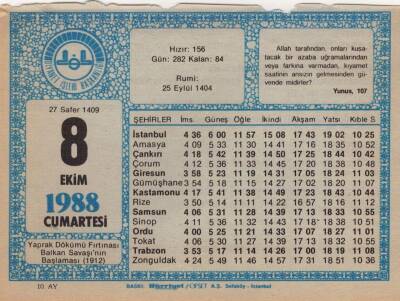 Hızır: 156
Gün: 282 Kalan: 84
Rumi:
25 Eylül 1404
Allah tarafından, onları kuşa-
tacak bir azaba uğramalarından
veya farkına varmadan, kıyamet
saatinin ansızın gelmesinden gü-
vende midirler?
Yunus, 107
27 Safer 1409
8
EKİM
1988
CUMARTESİ
Yaprak Dökümü Fırtınası
Balkan Savaşı'nın
Başlaması (1912)
ŞEHİRLER İms. Güneş Öğle İkindi Akşam Yatsı Kıble S
İstanbul 4 36 6 00 11 57 15 08 17 43 19 02 10 25
Amasya 4 09 5 33 11 30 14 41 17 16 18 35 10 52
Çankırı 4 18 5 42 11 39 14 50 17 25 18 44 10 42
Çorum 4 12 5 36 11 33 14 45 17 20 18 38 10 48
Giresun 3 58 5 23 11 19 14 31 17 05 18 24 11 03
Gümüşhane 3 54 5 18 11 15 14 27 17 02 18 20 11 07
Kastamonu 4 17 5 41 11 38 14 49 17 23 18 43 10 44
Rize 3 50 5 14 11 11 14 22 16 57 18 16 11 12
Samsun 4 06 5 31 11 28 14 39 17 13 18 33 10 55
Sinop 4 11 5 36 11 32 14 43 17 18 18 37 10 51
Ordu 4 00 5 25 11 21 14 33 17 07 18 27 11 01
Tokat 4 06 5 30 11 27 14 39 17 13 18 32 10 55
Trabzon 3 53 5 17 11 14 14 26 17 00 18 19 11 08
Zonguldak 4 24 5 49 11 46 14 56 17 31 18 51 10 36
10. AY
BASKI: Hürriyet/OFSET A.Ş. Sefaköy - İstanbul